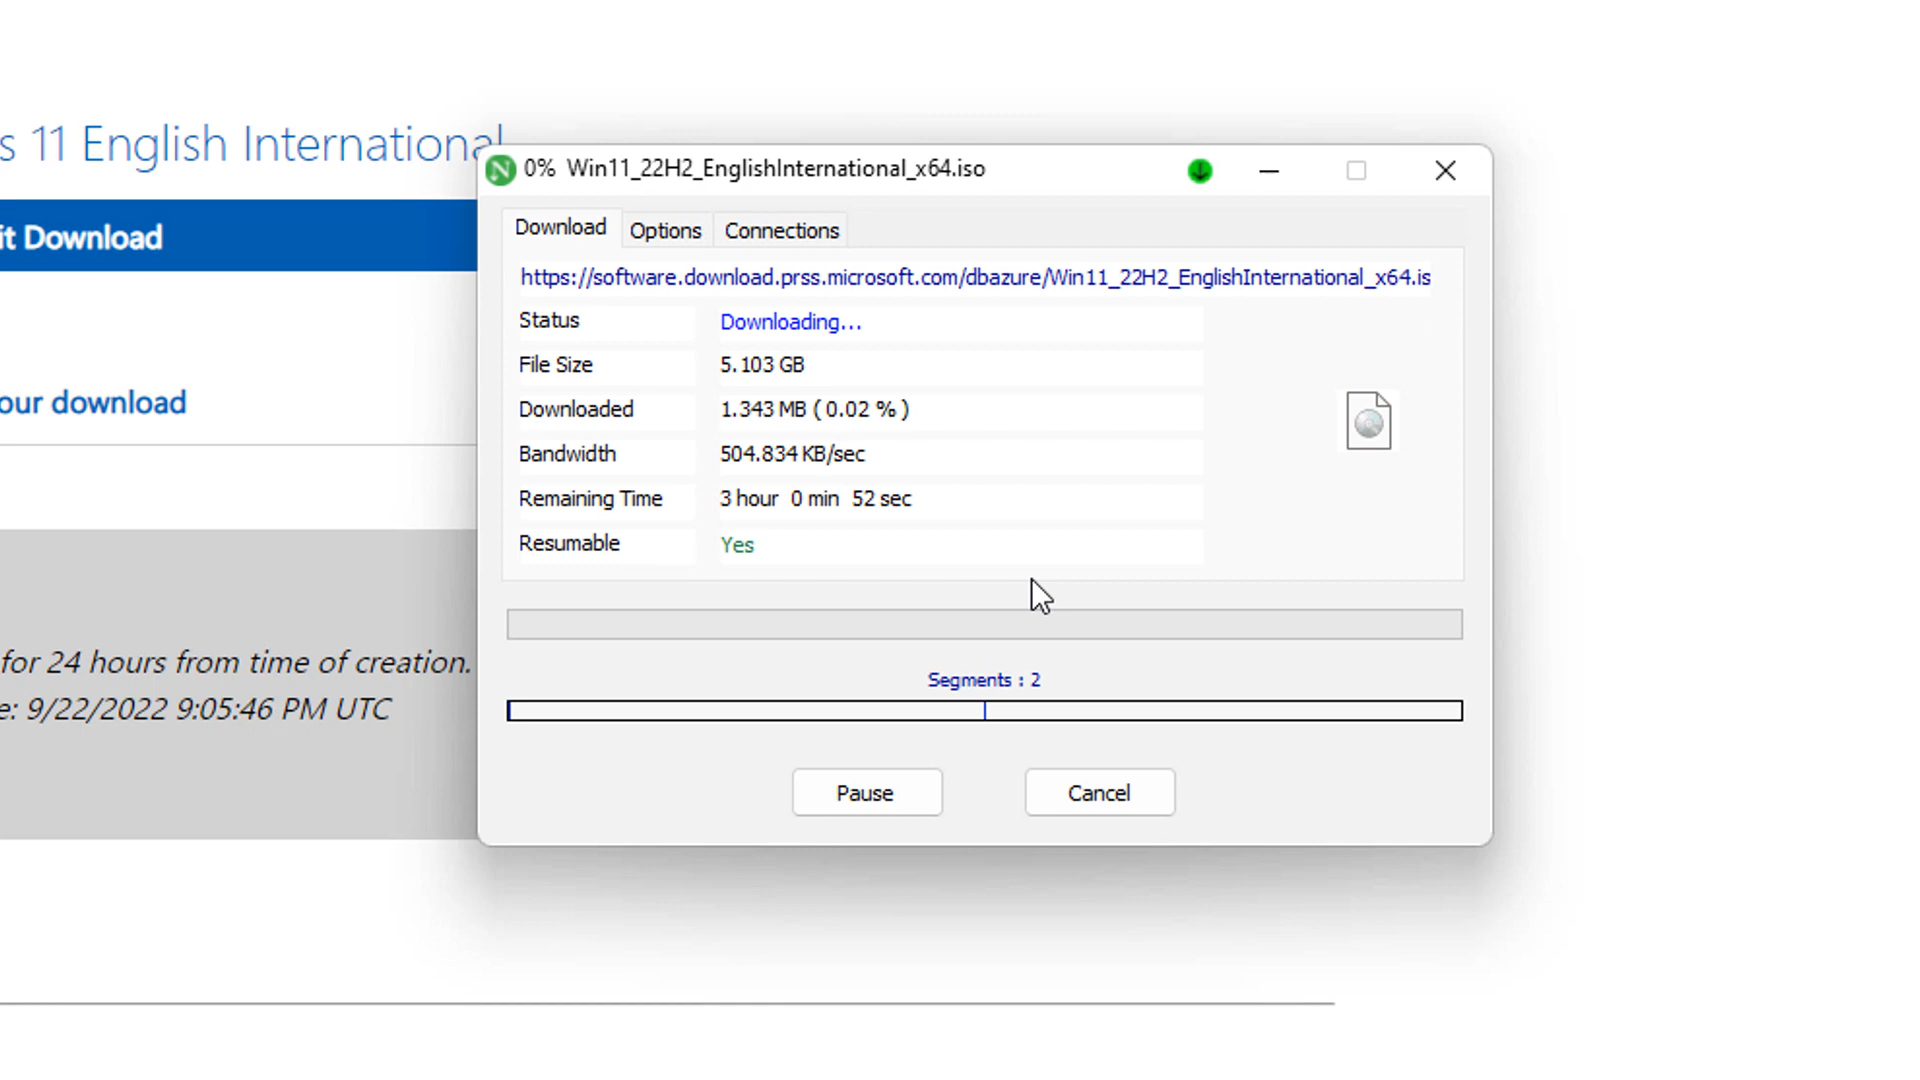 s 11 English International
it Download
our download
for 24 hours from time of creation.
e: 9/22/2022 9:05:46 PM UTC
N 0% Win11_22H2_EnglishInternational_x64.iso
Download Options Connections
https://software.download.prss.microsoft.com/dbazure/Win11_22H2_EnglishInternational_x64.is
Status Downloading...
File Size 5.103 GB
Downloaded 1.343 MB ( 0.02 % )
Bandwidth 504.834 KB/sec
Remaining Time 3 hour 0 min 52 sec
Resumable Yes
Segments : 2
Pause Cancel